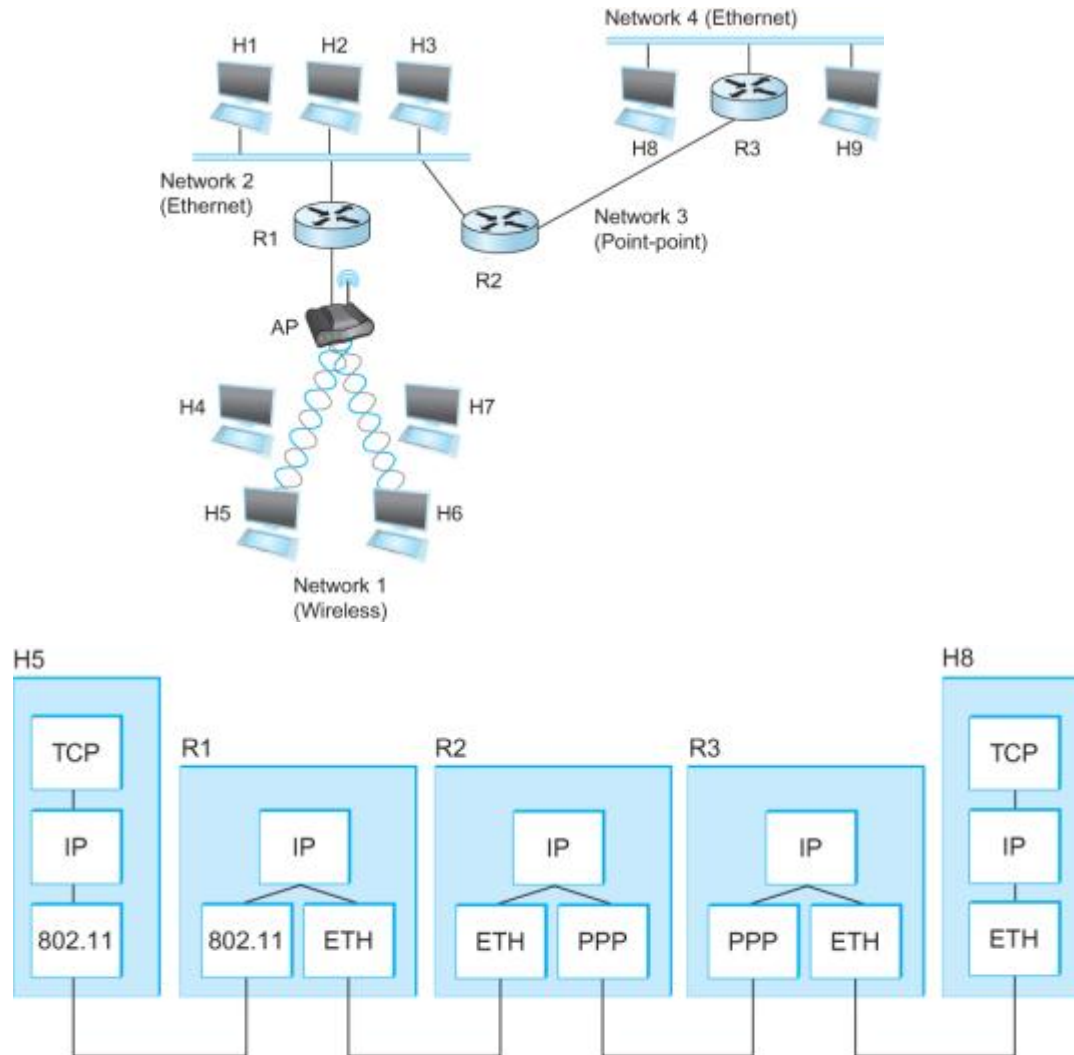 Network 4 (Ethernet)
H1
H2
H3
H8
R3
H9
Network 2
(Ethernet)
R1
R2
Network 3
(Point-point)
AP
H4
H7
H5
H6
Network 1
(Wireless)
H5
H8
R1
R2
R3
TCP
TCP
IP
IP
IP
IP
IP
802.11
802.11
ETH
ETH
PPP
PPP
ETH
ETH